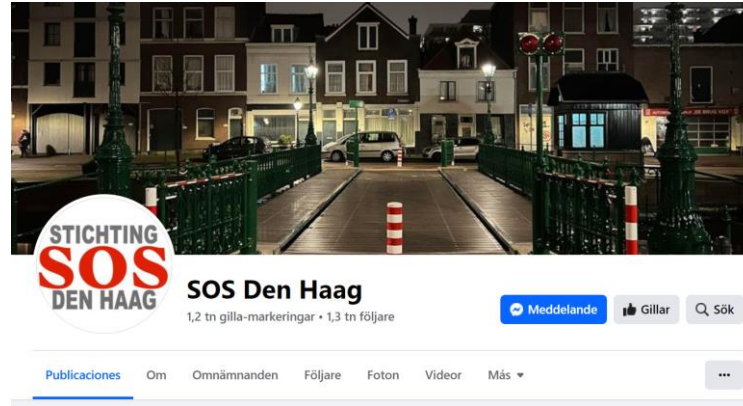 STICHTING
SOS
DEN HAAG
SOS Den Haag
1,2 tn gilla-markeringar • 1,3 tn följare
Meddelande
Gillar
Sök
Publicaciones
Om
Omnämnanden
Följare
Foton
Videor
Más